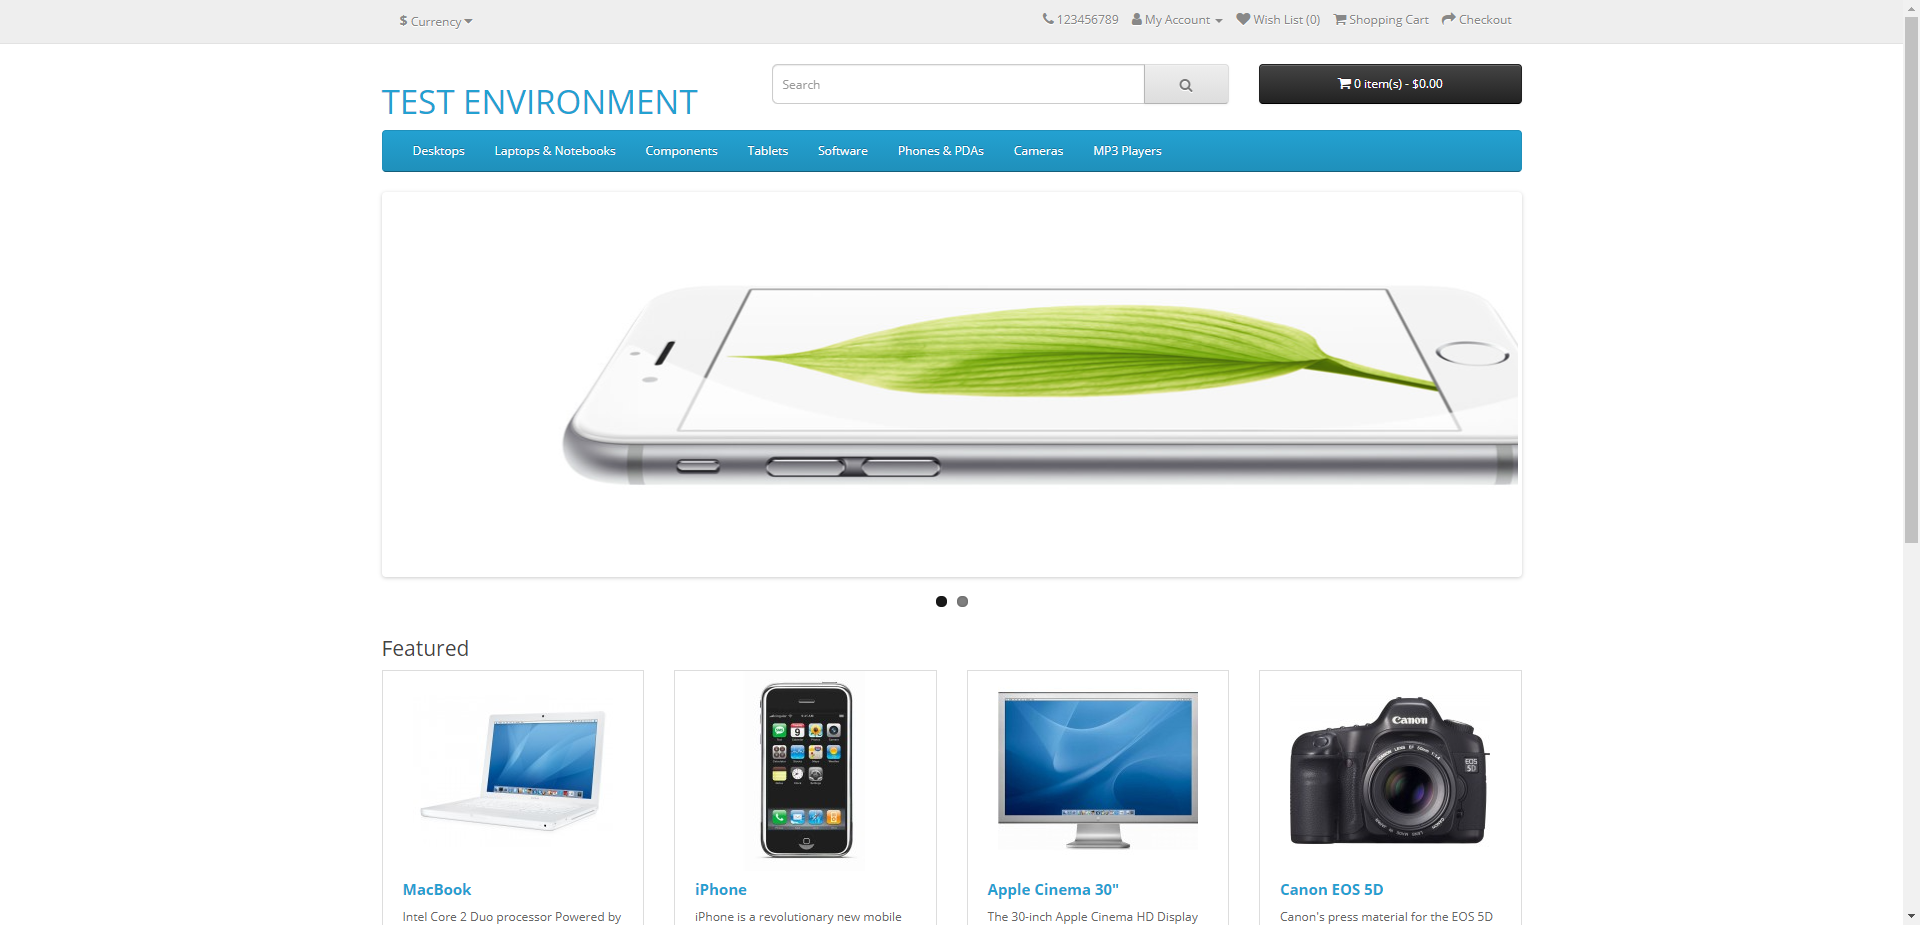 $ Currency
123456789 My Account Wish List (0) Shopping Cart Checkout
TEST ENVIRONMENT
Search
0 item(s) - $0.00
Desktops Laptops & Notebooks Components Tablets Software Phones & PDAs Cameras MP3 Players
Featured
Canon
EOS
5D
MacBook
iPhone
Apple Cinema 30"
Canon EOS 5D
Intel Core 2 Duo processor Powered by
iPhone is a revolutionary new mobile
The 30-inch Apple Cinema HD Display
Canon's press material for the EOS 5D